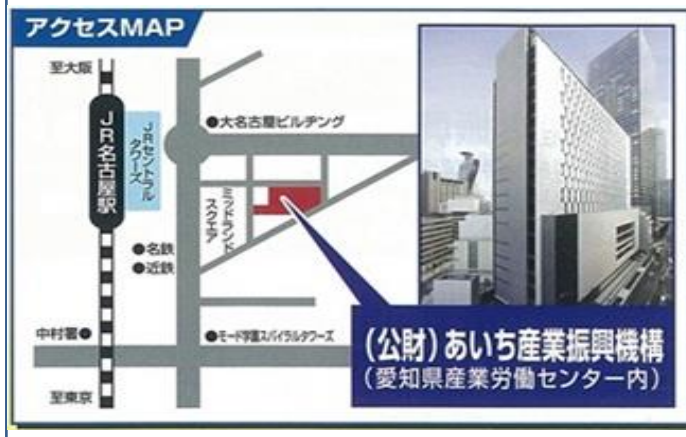 アクセスMAP
至大阪
JR名古屋駅
JRセントラル
タワーズ
●大名古屋ビルヂング
ミッドランド
スクエア
●名鉄
●近鉄
中村署●
●モード学園スパイラルタワーズ
至東京
(公財)あいち産業振興機構
(愛知県産業労働センター内)